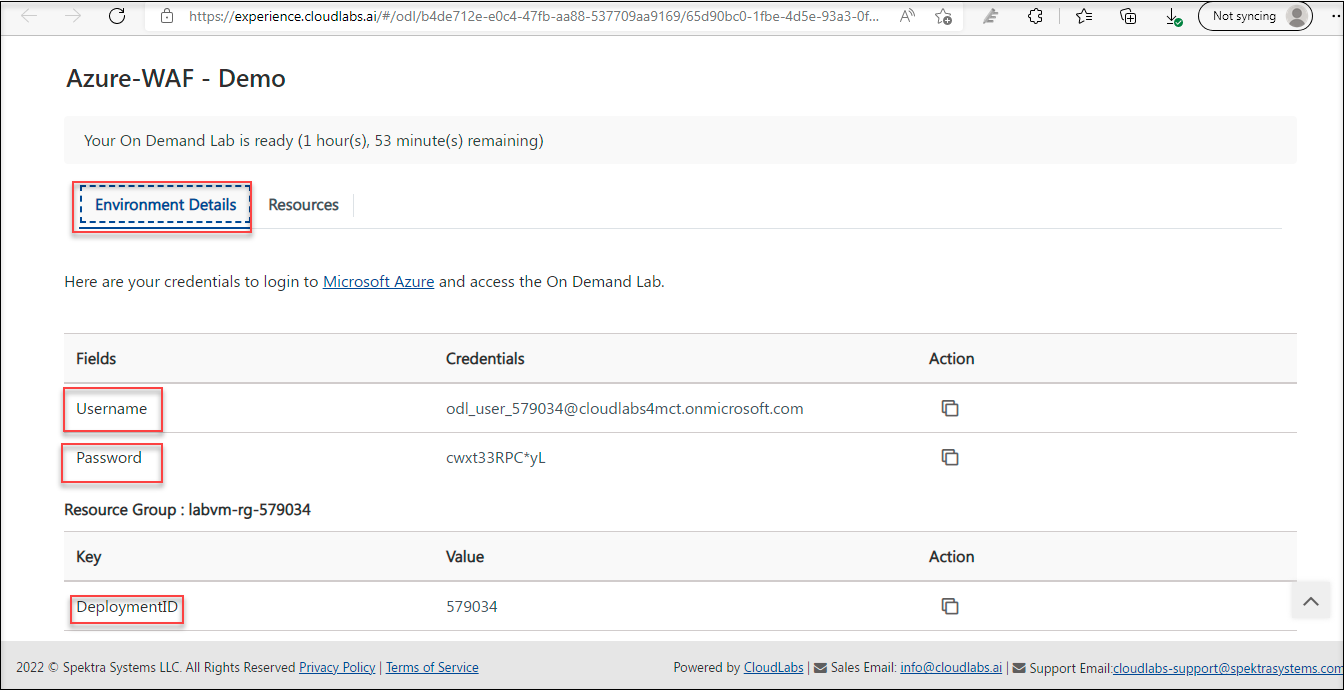 https://experience.cloudlabs.ai/#/odl/b4de712e-e0c4-47fb-aa88-537709aa9169/65d90bc0-1fbe-4d5e-93a3-0f...
Not syncing
Azure-WAF - Demo
Your On Demand Lab is ready (1 hour(s), 53 minute(s) remaining)
Environment Details Resources
Here are your credentials to login to Microsoft Azure and access the On Demand Lab.
Fields Credentials Action
Username odl_user_579034@cloudlabs4mct.onmicrosoft.com
Password cwxt33RPC*yL
Resource Group : labvm-rg-579034
Key Value Action
DeploymentID 579034
2022 © Spektra Systems LLC. All Rights Reserved Privacy Policy | Terms of Service Powered by CloudLabs | Sales Email: info@cloudlabs.ai | Support Email:cloudlabs-support@spektrasystems.com